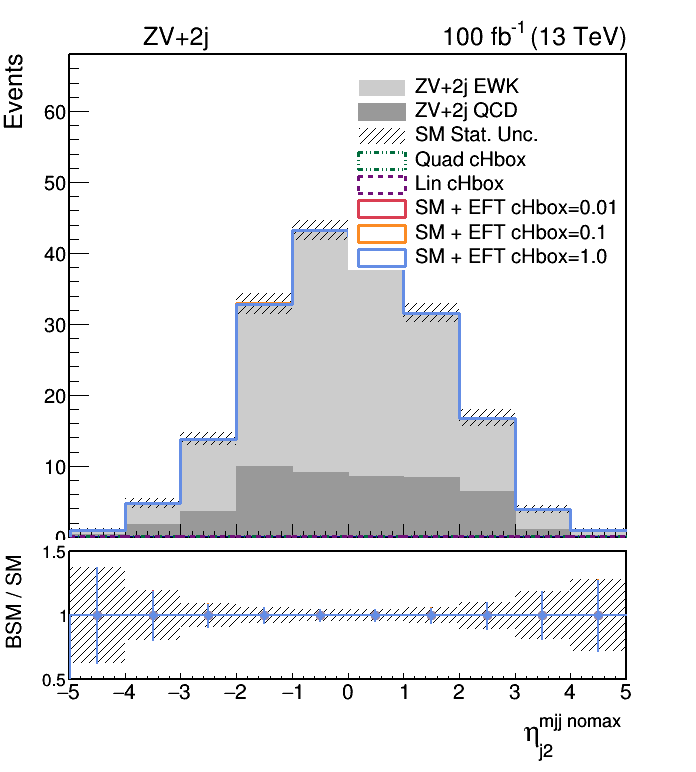 ZV+2j 100 fb-1 (13 TeV)
Events
ZV+2j EWK
ZV+2j QCD
SM Stat. Unc.
Quad cHbox
Lin cHbox
SM + EFT cHbox=0.01
SM + EFT cHbox=0.1
SM + EFT cHbox=1.0
60
50
40
30
20
10
0
BSM / SM
1.5
1
0.5
−5 −4 −3 −2 −1 0 1 2 3 4 5
η j2 mjj nomax